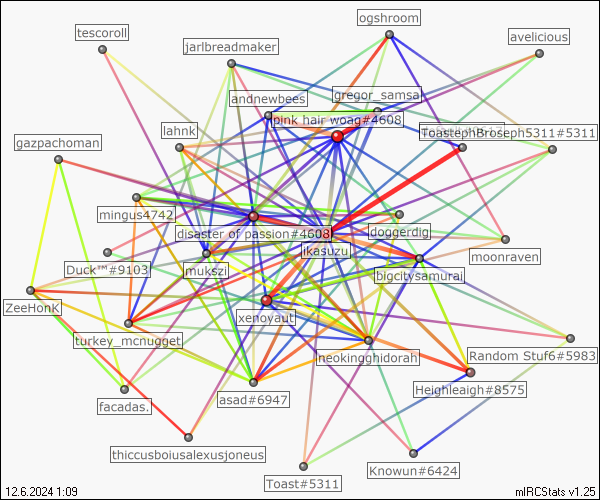 ogshroom
tescoroll
avelicious
jarlbreadmaker
gregor_samsa
andnewbees
pink hair woag#4608
lahnk
ToastephBroseph5311#5311
gazpachoman
mingus4742
disaster of passion#4608
doggerdig
ikasuzu
moonraven
Duck™#9103
jmukszi
bigcitysamurai
ZeeHonk
xenoyaut
turkey_mcnugget
neokingghidorah
Random Stuf6#5983
Heighleaigh#8575
facadas.
asad#6947
thiccusboiusalexusjoneus
Knowun#6424
Toast#5311
12.6.2024 1:09
mIRCStats v1.25